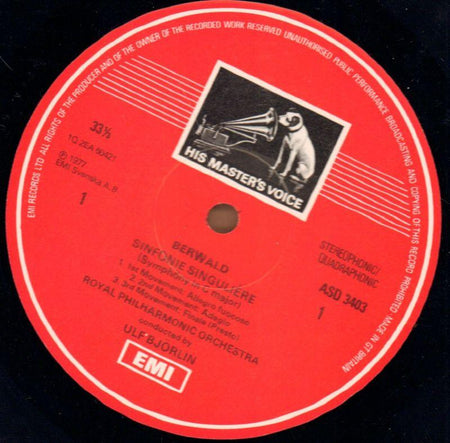 EMI RECORDS LTD ALL RIGHTS OF THE PRODUCER AND OF THE OWNER OF THE RECORDED WORK RESERVED UNAUTHORISED PUBLIC PERFORMANCE BROADCASTING AND COPYING OF THIS RECORD PROHIBITED MADE IN GT BRITAIN
HIS MASTER'S VOICE
33⅓
1G 2EA 60421
℗ 1977
EMI Svenska A.B.
1
STEREOPHONIC/
QUADRAPHONIC
ASD 3403
1
BERWALD
SINFONIE SINGULIÈRE
(Symphony in C major)
1. 1st Movement: Allegro fuocoso
2. 2nd Movement: Adagio
3. 3rd Movement: Finale (Presto)
ROYAL PHILHARMONIC ORCHESTRA
conducted by
ULF BJÖRLIN
EMI